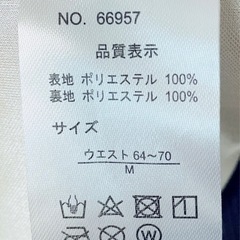 NO. 66957
品質表示
表地 ポリエステル 100%
裏地 ポリエステル 100%
サイズ
ウエスト 64～70
M
W